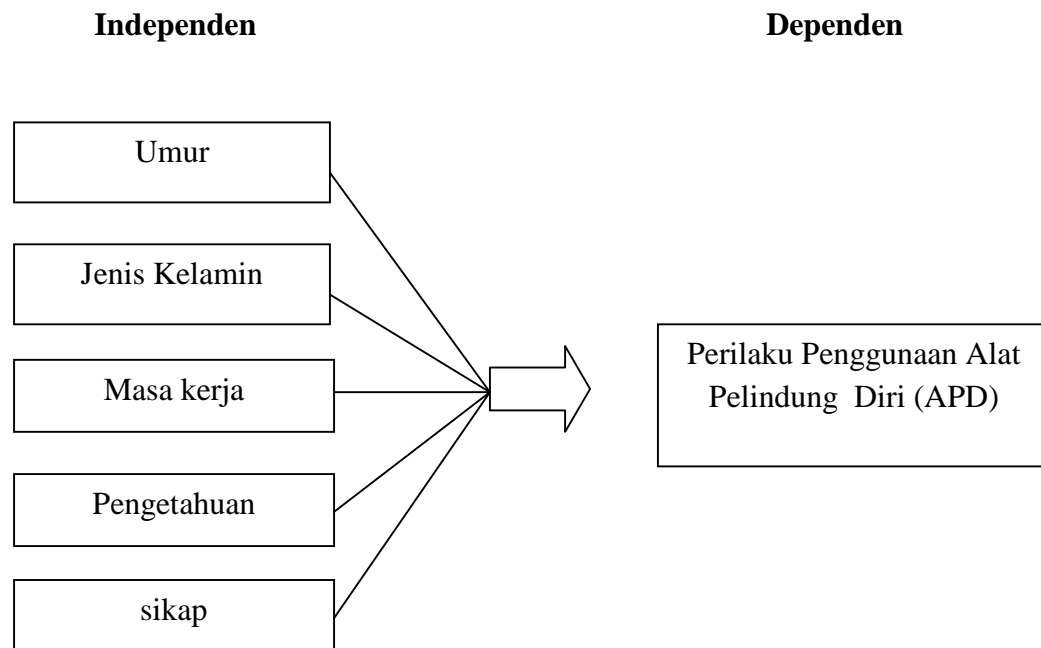 Independen
Dependen
Umur
Jenis Kelamin
Masa kerja
Pengetahuan
sikap
Perilaku Penggunaan Alat
Pelindung Diri (APD)